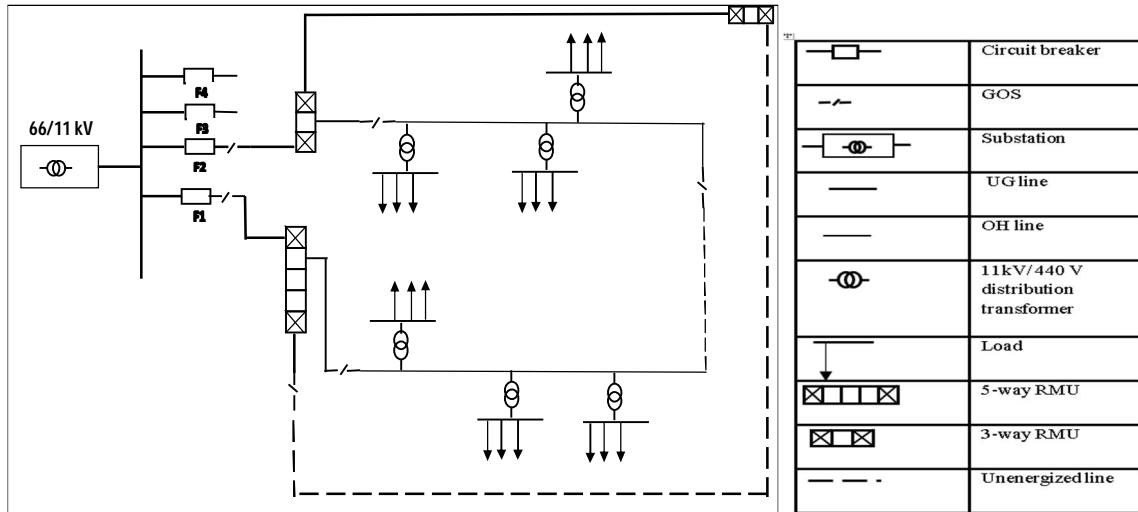 66/11 kV
F4
F3
F2
F1
Circuit breaker
GOS
Substation
UG line
OH line
11kV/440 V
distribution
transformer
Load
5-way RMU
3-way RMU
Unenergized line